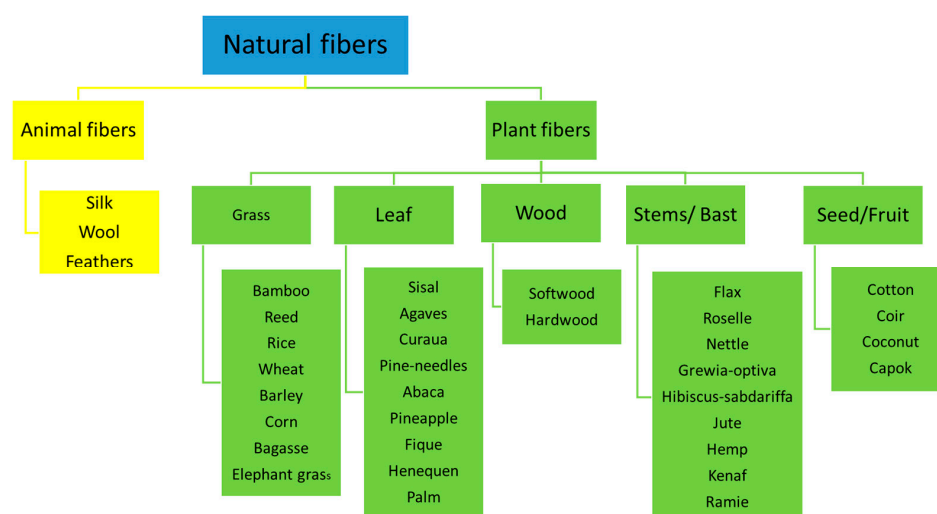 Natural fibers
Animal fibers
Plant fibers
Silk
Wool
Feathers
Grass
Leaf
Wood
Stems/ Bast
Seed/Fruit
Bamboo
Reed
Rice
Wheat
Barley
Corn
Bagasse
Elephant grass
Sisal
Agaves
Curaua
Pine-needles
Abaca
Pineapple
Fique
Henequen
Palm
Softwood
Hardwood
Flax
Roselle
Nettle
Grewia-optiva
Hibiscus-sabdariffa
Jute
Hemp
Kenaf
Ramie
Cotton
Coir
Coconut
Capok